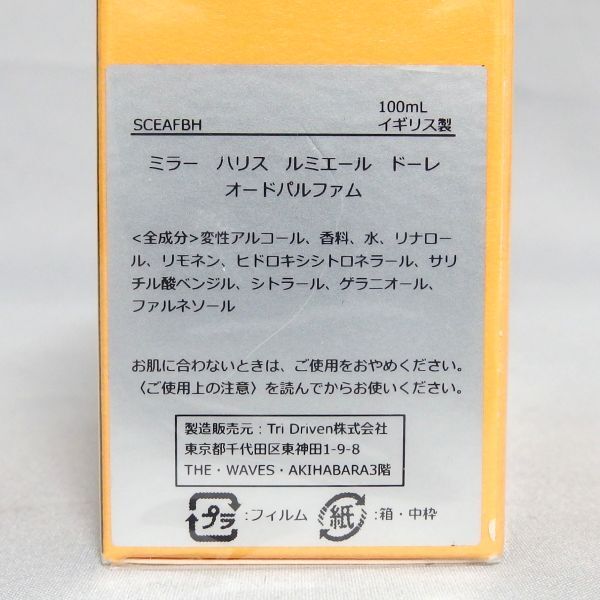 100mL
SCEAFBH イギリス製
ミラー ハリス ルミエール ドーレ
オードパルファム
<全成分>変性アルコール、香料、水、リナロー
ル、リモネン、ヒドロキシシトロネラール、サリ
チル酸ベンジル、シトラール、ゲラニオール、
ファルネソール
お肌に合わないときは、ご使用をおやめください。
〈ご使用上の注意〉を読んでからお使いください。
製造販売元：Tri Driven株式会社
東京都千代田区東神田1-9-8
THE・WAVES・AKIHABARA3階
プラ :フィルム 紙 :箱・中枠